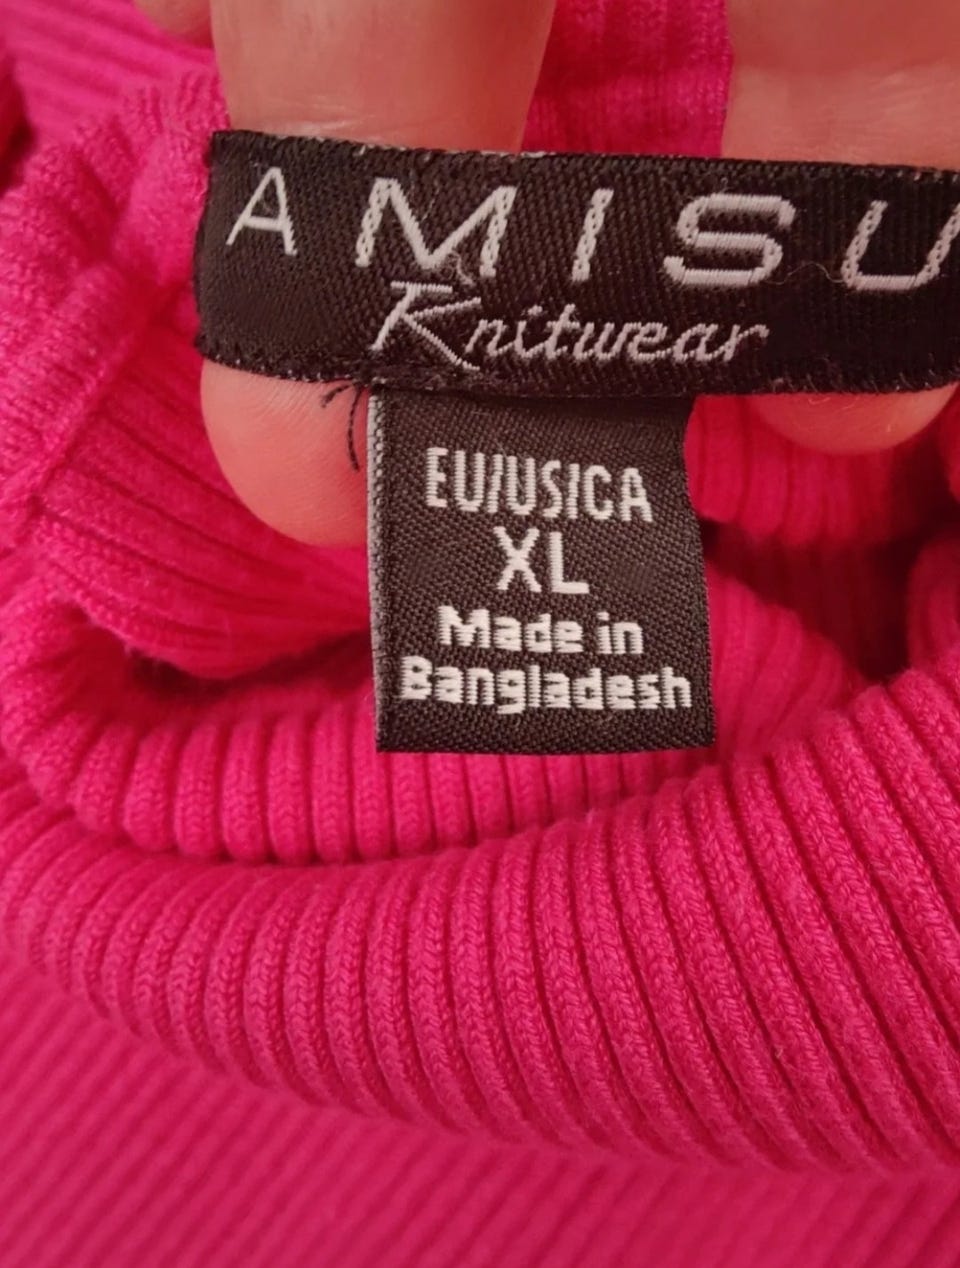 AMISU
Knitwear
EU/US/CA
XL
Made in
Bangladesh